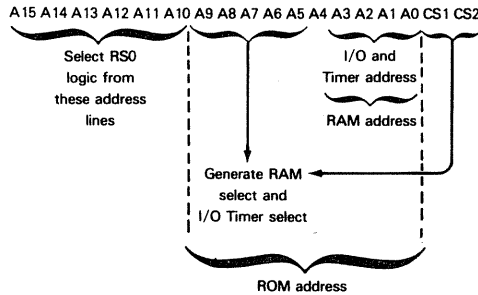 A15 A14 A13 A12 A11 A10 A9 A8 A7 A6 A5 A4 A3 A2 A1 A0 CS1 CS2
Select RS0
logic from
these address
lines
I/O and
Timer address
RAM address
Generate RAM
select and
I/O Timer select
ROM address